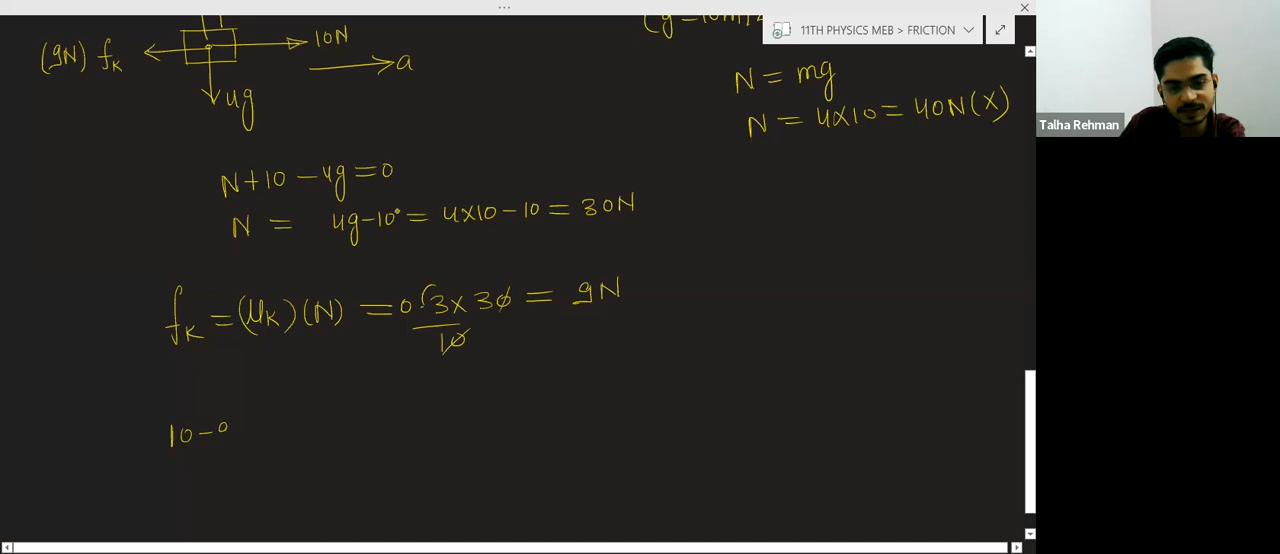 11TH PHYSICS MEB > FRICTION
Talha Rehman
(9N) fK
10N
a
4g
N = mg
N = 4x10 = 40N (X)
N+10 -4g = 0
N = 4g-10 = 4x10 - 10 = 30N
fK = (μK) (N) = 0.3x30 = 9N
10
10-